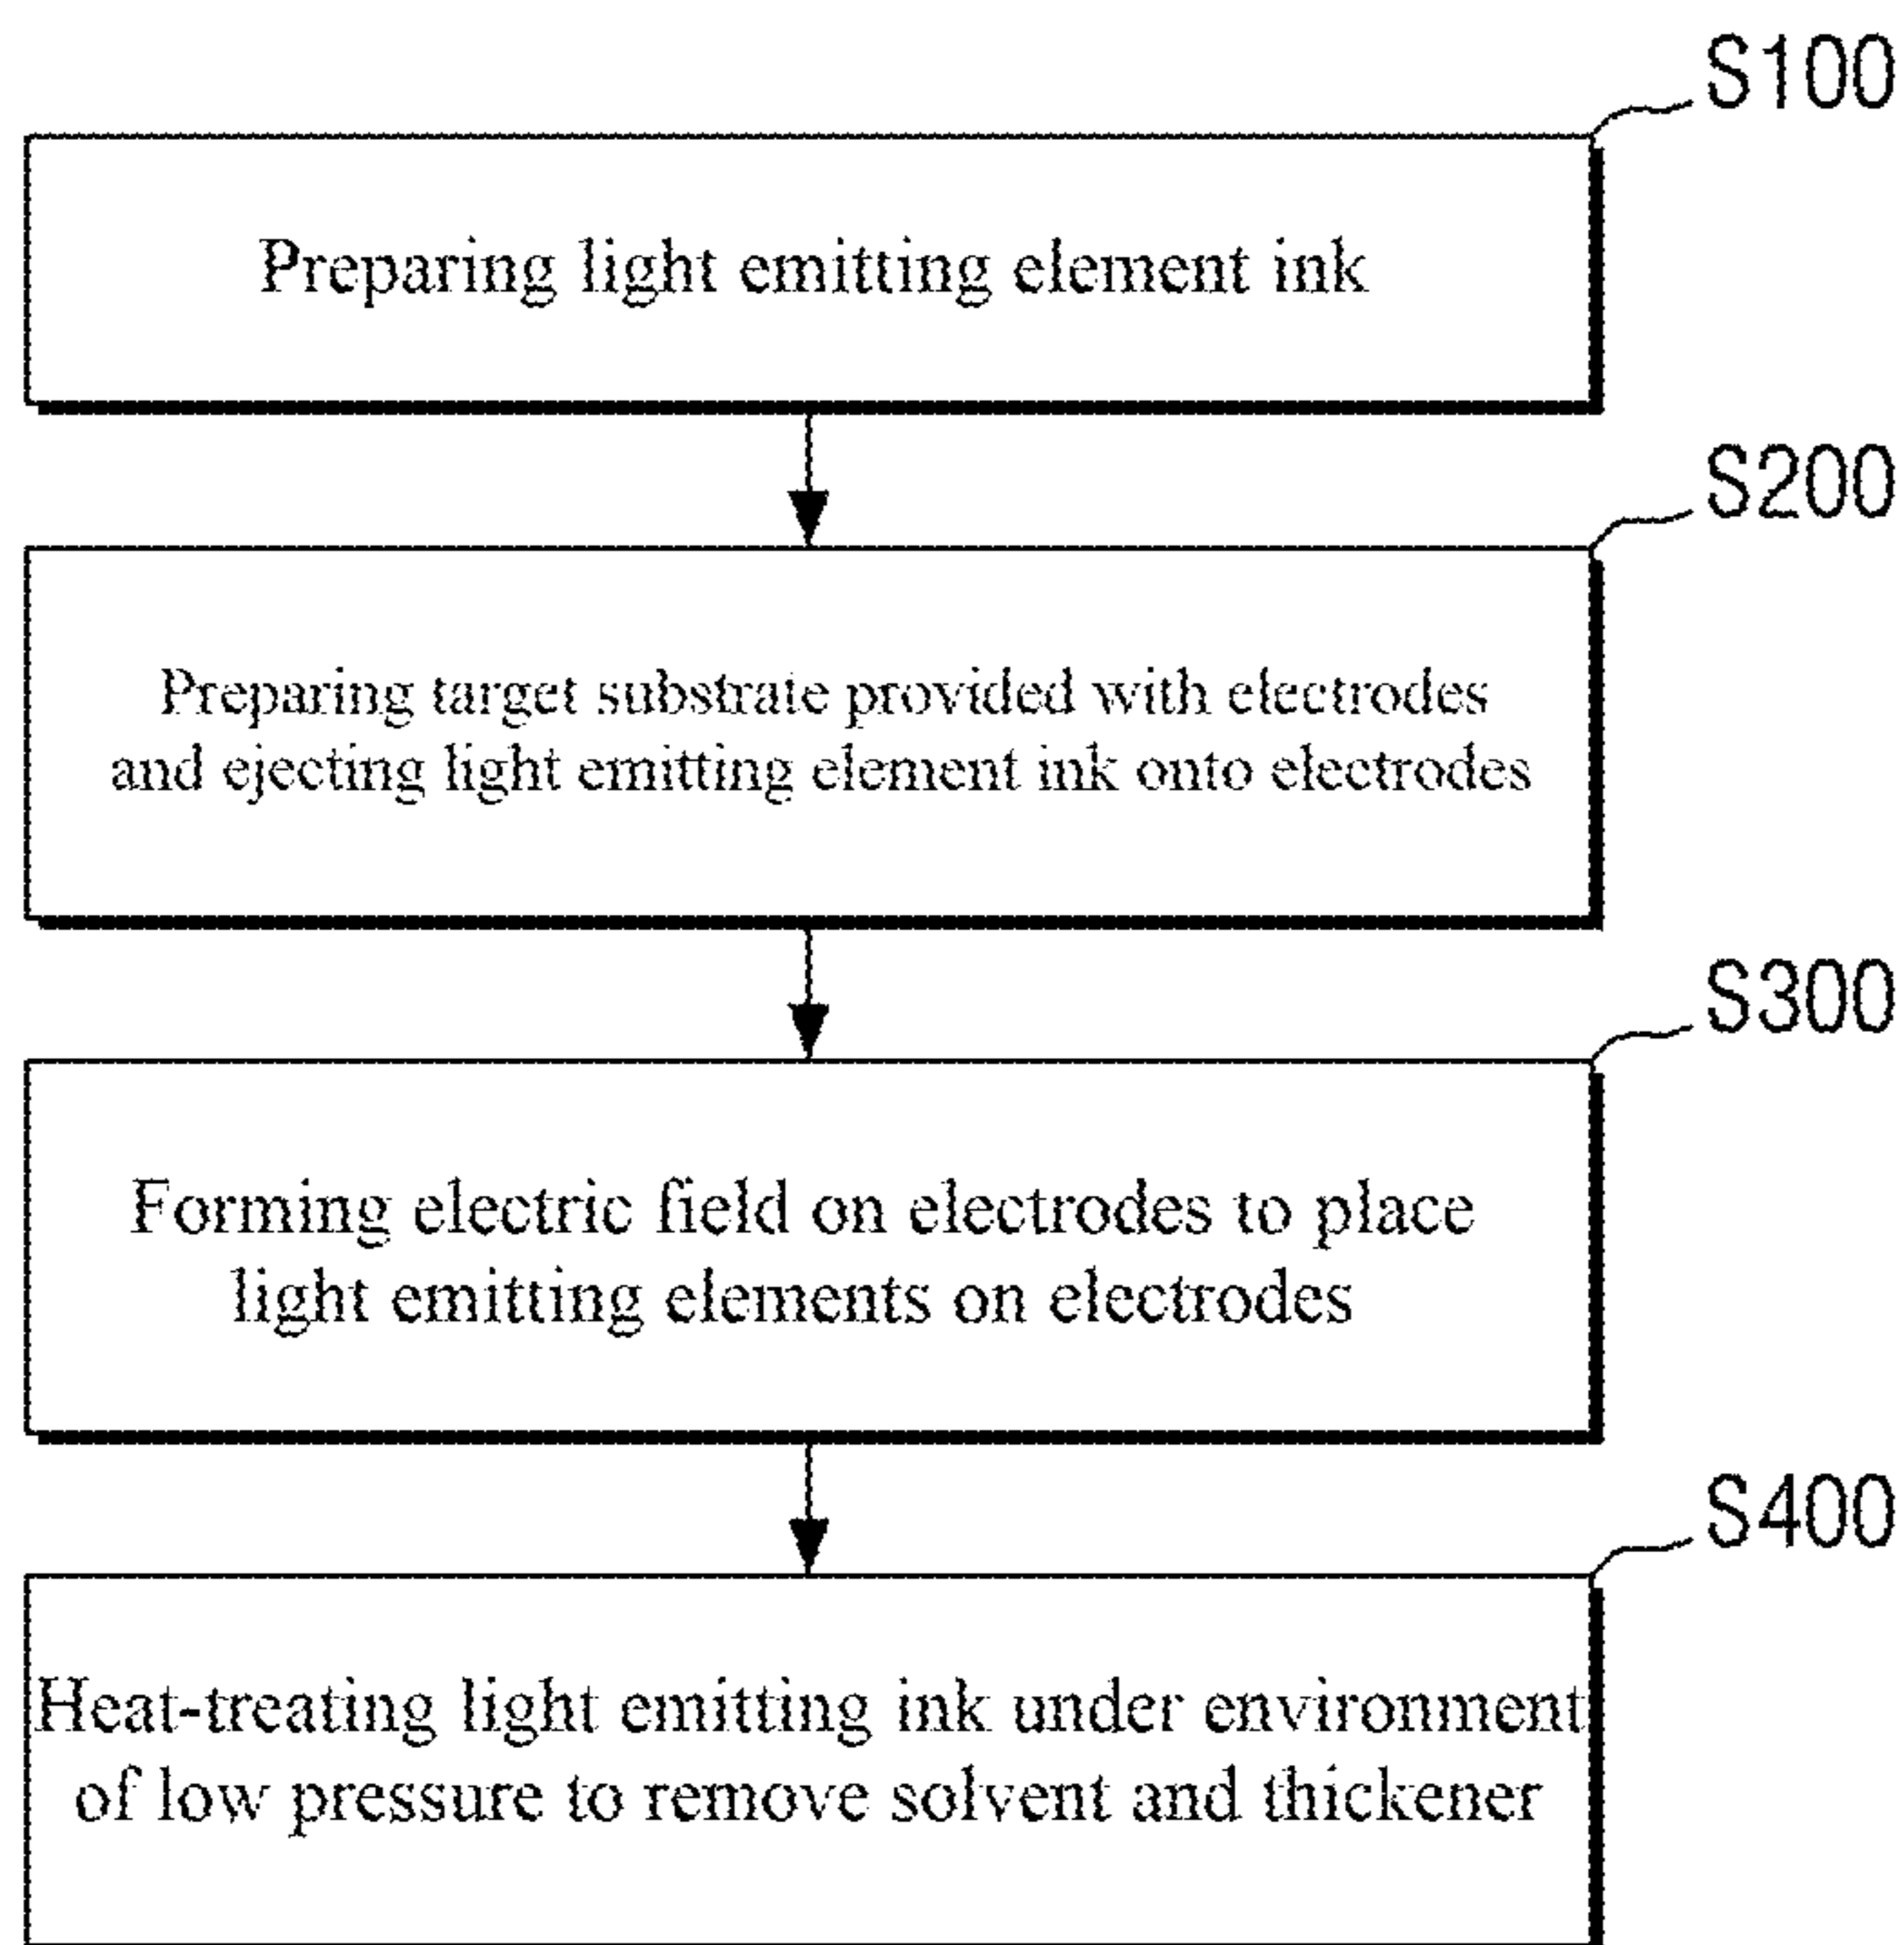 S100
Preparing light emitting element ink
S200
Preparing target substrate provided with electrodes
and ejecting light emitting element ink onto electrodes
S300
Forming electric field on electrodes to place
light emitting elements on electrodes
S400
Heat-treating light emitting ink under environment
of low pressure to remove solvent and thickener